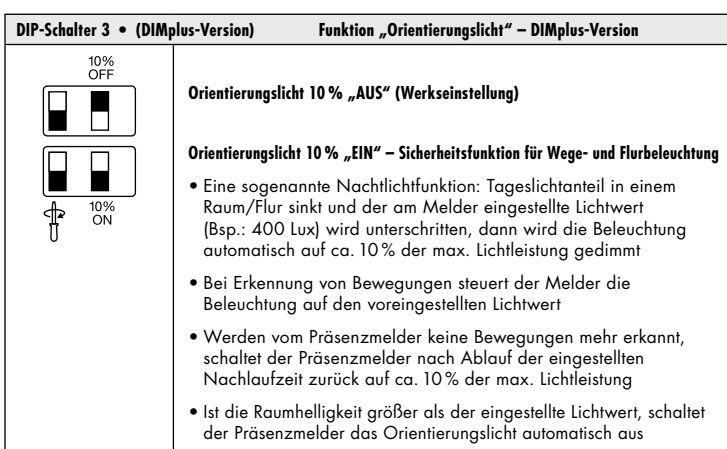 DIP-Schalter 3 • (DIMplus-Version) Funktion „Orientierungslicht“ – DIMplus-Version
10%
OFF
Orientierungslicht 10 % „AUS“ (Werkseinstellung)
10%
ON
Orientierungslicht 10 % „EIN“ – Sicherheitsfunktion für Wege- und Flurbeleuchtung
• Eine sogenannte Nachtlichtfunktion: Tageslichtanteil in einem
Raum/Flur sinkt und der am Melder eingestellte Lichtwert
(Bsp.: 400 Lux) wird unterschritten, dann wird die Beleuchtung
automatisch auf ca. 10 % der max. Lichtleistung gedimmt
• Bei Erkennung von Bewegungen steuert der Melder die
Beleuchtung auf den voreingestellten Lichtwert
• Werden vom Präsenzmelder keine Bewegungen mehr erkannt,
schaltet der Präsenzmelder nach Ablauf der eingestellten
Nachlaufzeit zurück auf ca. 10 % der max. Lichtleistung
• Ist die Raumhelligkeit größer als der eingestellte Lichtwert, schaltet
der Präsenzmelder das Orientierungslicht automatisch aus